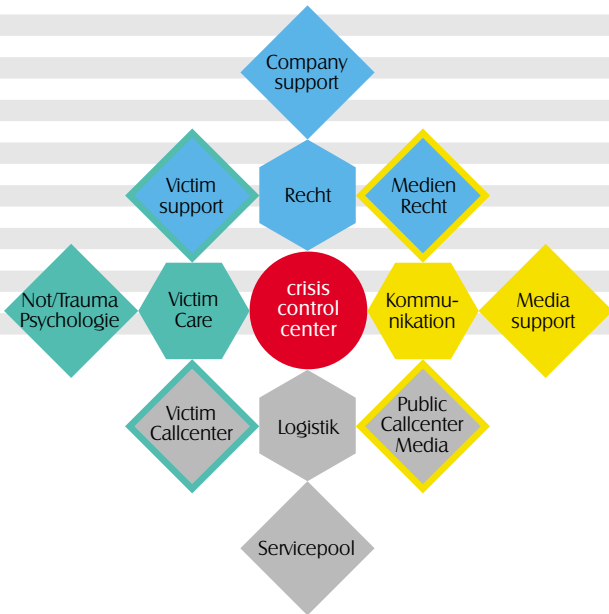 Company
support
Victim
support
Recht
Medien
Recht
Not/Trauma
Psychologie
Victim
Care
crisis
control
center
Kommu-
nikation
Media
support
Victim
Callcenter
Logistik
Public
Callcenter
Media
Servicepool